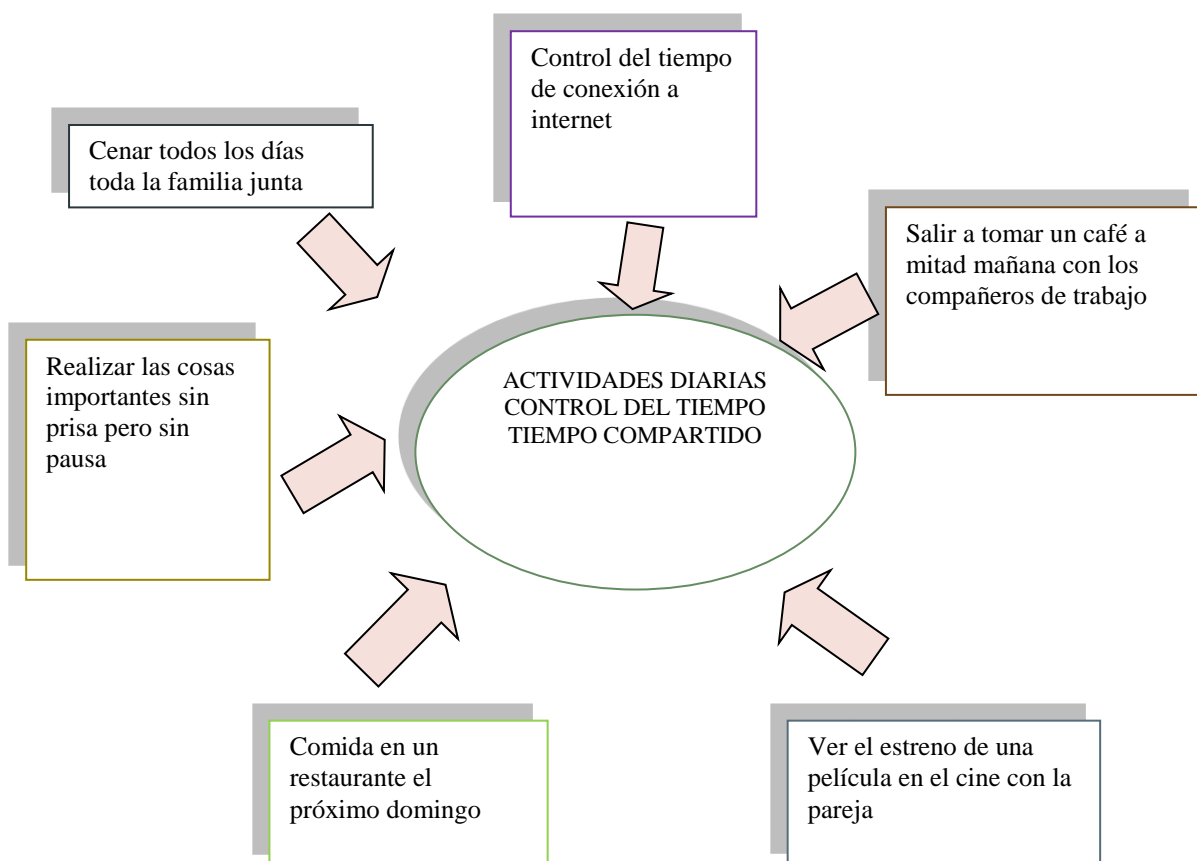 Control del tiempo
de conexión a
internet
Cenar todos los días
toda la familia junta
Salir a tomar un café a
mitad mañana con los
compañeros de trabajo
Realizar las cosas
importantes sin
prisa pero sin
pausa
ACTIVIDADES DIARIAS
CONTROL DEL TIEMPO
TIEMPO COMPARTIDO
Comida en un
restaurante el
próximo domingo
Ver el estreno de una
película en el cine con la
pareja